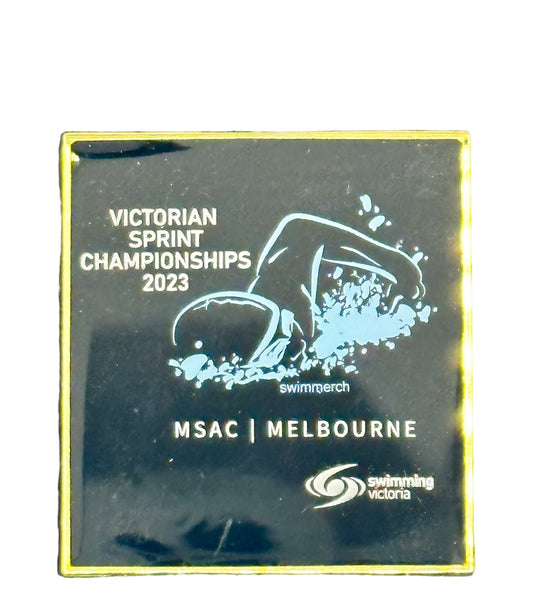 VICTORIAN
SPRINT
CHAMPIONSHIPS
2023
swimmerch
MSAC | MELBOURNE
swimming
victoria